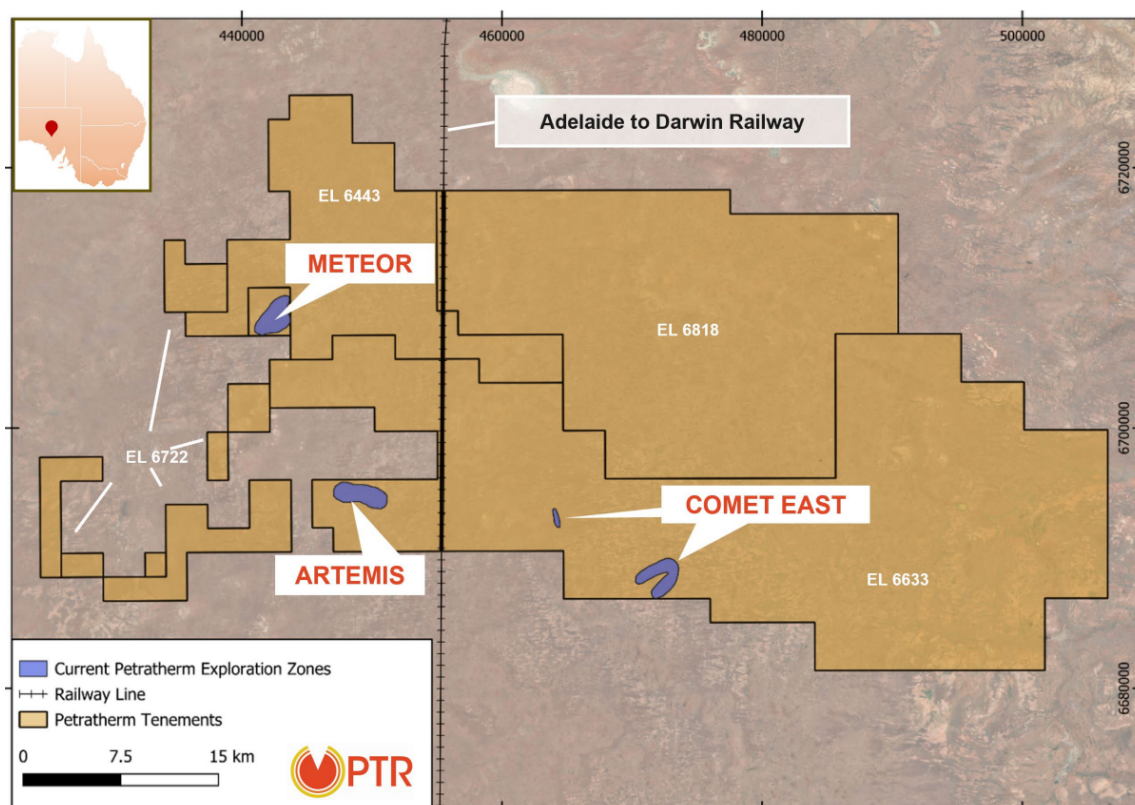 440000
460000
480000
500000
Adelaide to Darwin Railway
6720000
EL 6443
METEOR
EL 6818
6700000
EL 6722
COMET EAST
ARTEMIS
EL 6633
Current Petratherm Exploration Zones
Railway Line
Petratherm Tenements
6680000
0 7.5 15 km
PTR